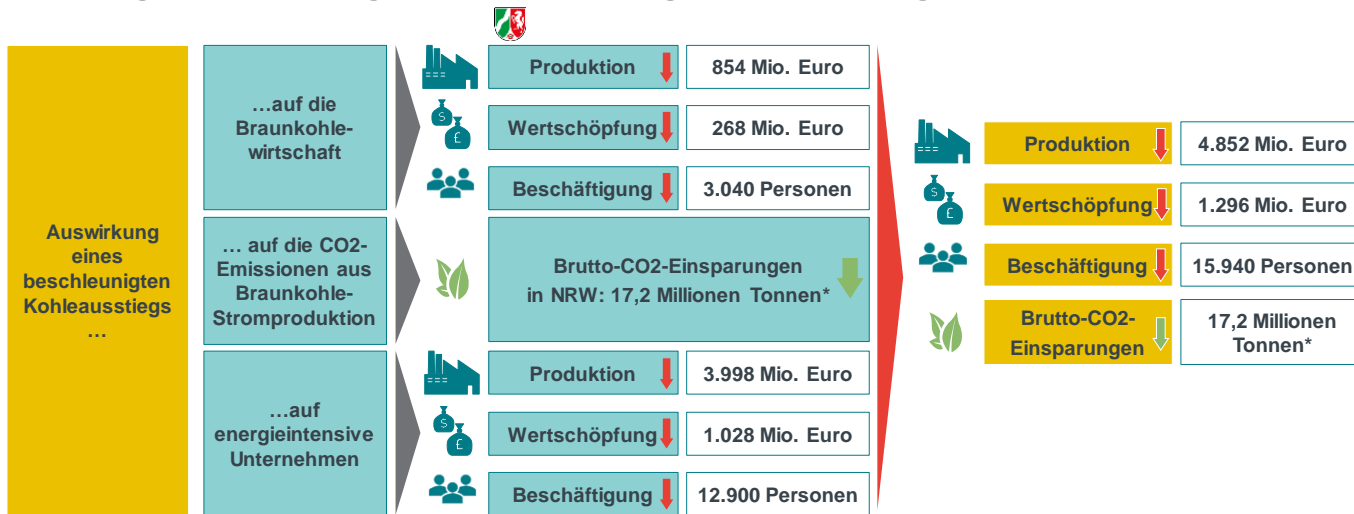 Auswirkung
eines
beschleunigten
Kohleausstiegs
…
…auf die
Braunkohle-
wirtschaft
Produktion
854 Mio. Euro
Wertschöpfung
268 Mio. Euro
Beschäftigung
3.040 Personen
… auf die CO2-
Emissionen aus
Braunkohle-
Stromproduktion
Brutto-CO2-Einsparungen
in NRW: 17,2 Millionen Tonnen*
…auf
energieintensive
Unternehmen
Produktion
3.998 Mio. Euro
Wertschöpfung
1.028 Mio. Euro
Beschäftigung
12.900 Personen
Produktion
4.852 Mio. Euro
Wertschöpfung
1.296 Mio. Euro
Beschäftigung
15.940 Personen
Brutto-CO2-
Einsparungen
17,2 Millionen
Tonnen*